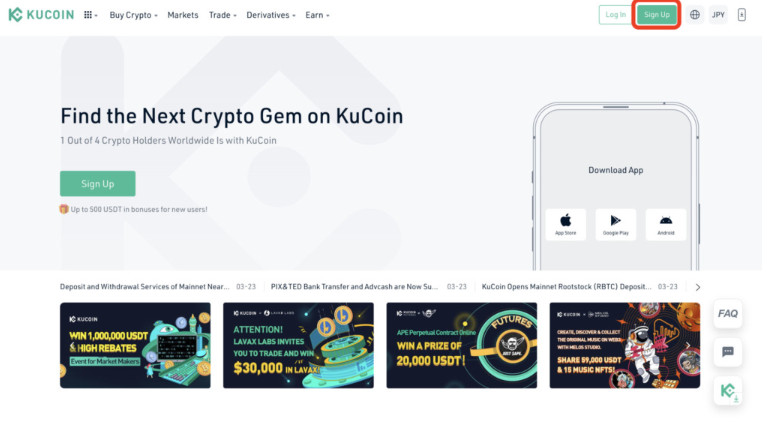 KUCOIN
Buy Crypto
Markets
Trade
Derivatives
Earn
Log In
Sign Up
JPY
Find the Next Crypto Gem on KuCoin
1 Out of 4 Crypto Holders Worldwide Is with KuCoin
Sign Up
Up to 500 USDT in bonuses for new users!
Download App
App Store
Google Play
Android
Deposit and Withdrawal Services of Mainnet Near... 03-23
PIX&TED Bank Transfer and Advcash are Now Su... 03-23
KuCoin Opens Mainnet Rootstock (RBTC) Deposit... 03-23
KUCOIN
WIN 1,000,000 USDT
& HIGH REBATES
Event for Market Makers
KUCOIN LAVAX LABS
ATTENTION!
LAVAX LABS INVITES
YOU TO TRADE AND WIN
$30,000 IN LAVAX!
KUCOIN
APE Perpetual Contract Online
WIN A PRIZE OF
20,000 USDT!
FUTURES
JUST $APE.
KUCOIN
CREATE, DISCOVER & COLLECT
THE ORIGINAL MUSIC ON WEB3
WITH MELOS STUDIO.
SHARE 59,000 USDT
& 15 MUSIC NFTS!
FAQ